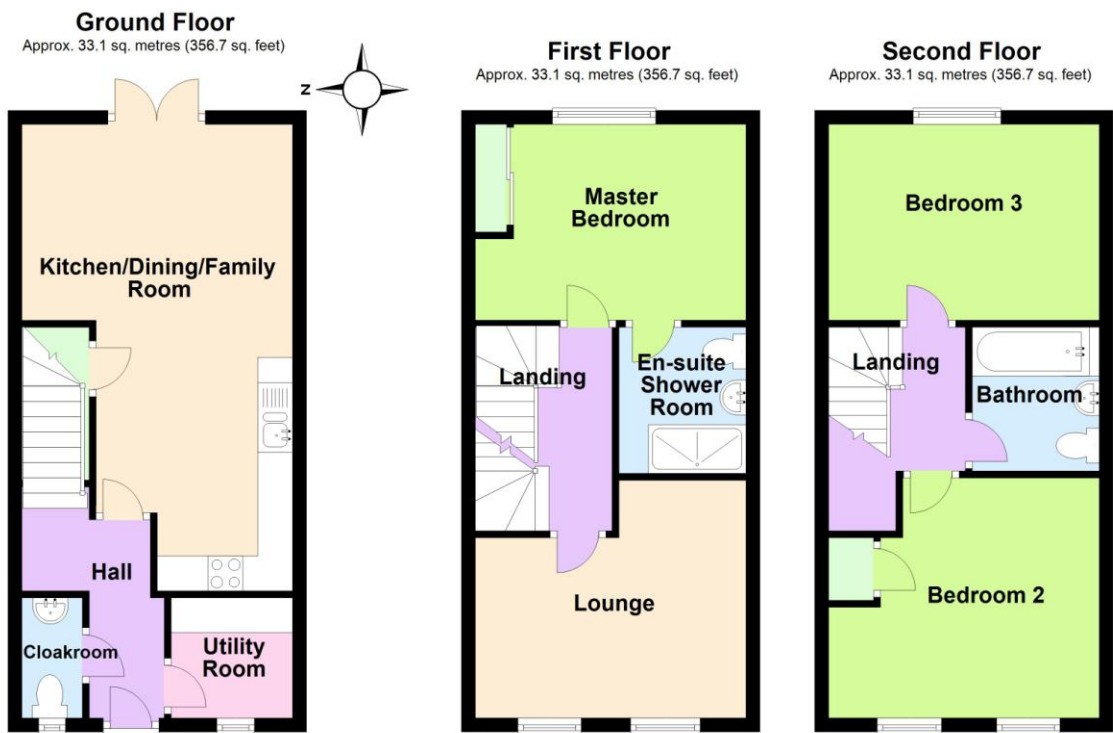 Ground Floor
Approx. 33.1 sq. metres (356.7 sq. feet)
N
Kitchen/Dining/Family
Room
Hall
Cloakroom
Utility
Room
First Floor
Approx. 33.1 sq. metres (356.7 sq. feet)
Master
Bedroom
Landing
En-suite
Shower
Room
Lounge
Second Floor
Approx. 33.1 sq. metres (356.7 sq. feet)
Bedroom 3
Landing
Bathroom
Bedroom 2